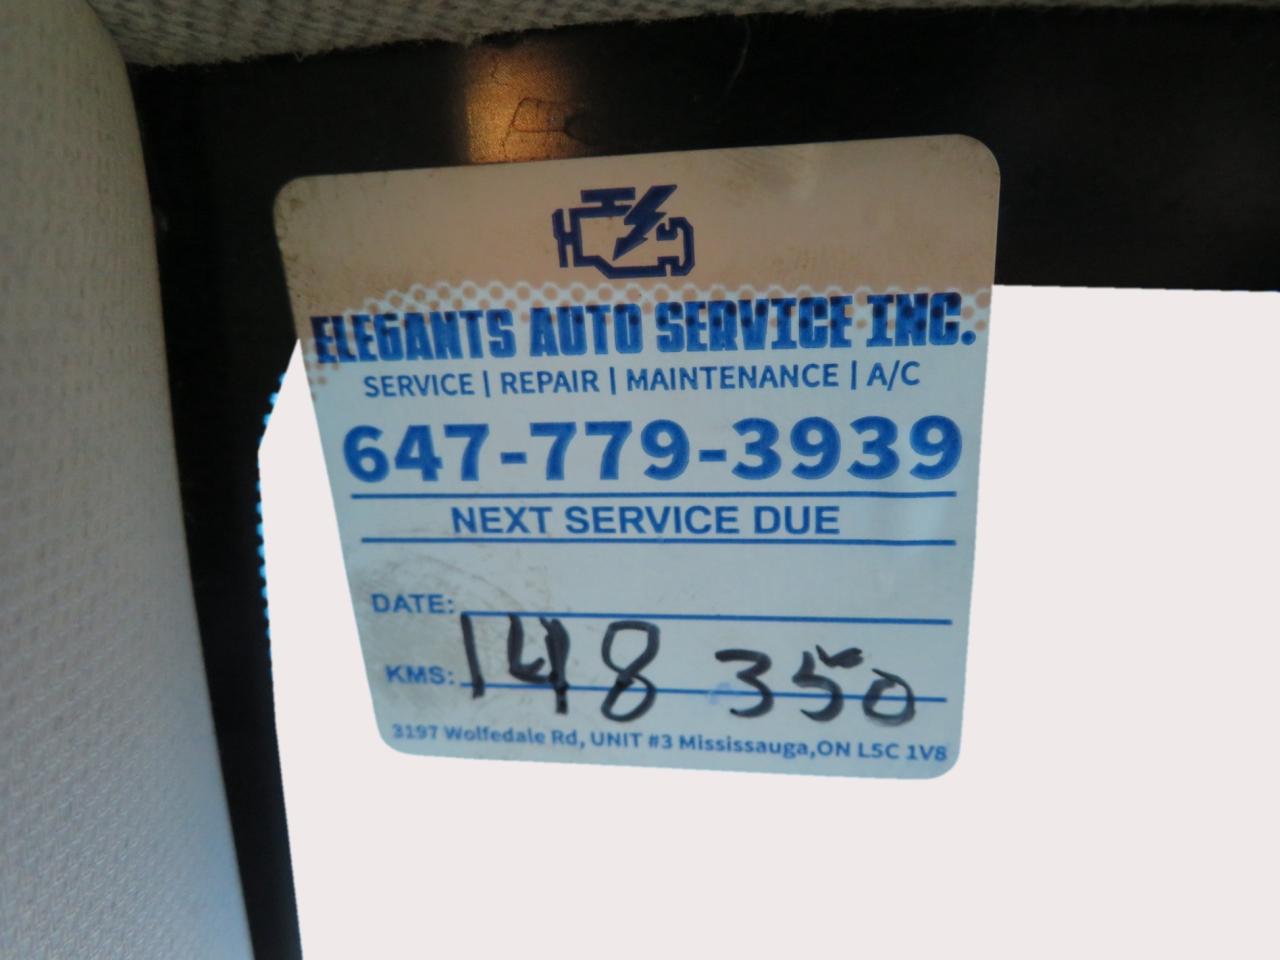 ELEGANTS AUTO SERVICE INC.
SERVICE | REPAIR | MAINTENANCE | A/C
647-779-3939
NEXT SERVICE DUE
DATE:
KMS: 148 350
3197 Wolfedale Rd, UNIT #3 Mississauga,ON L5C 1V8